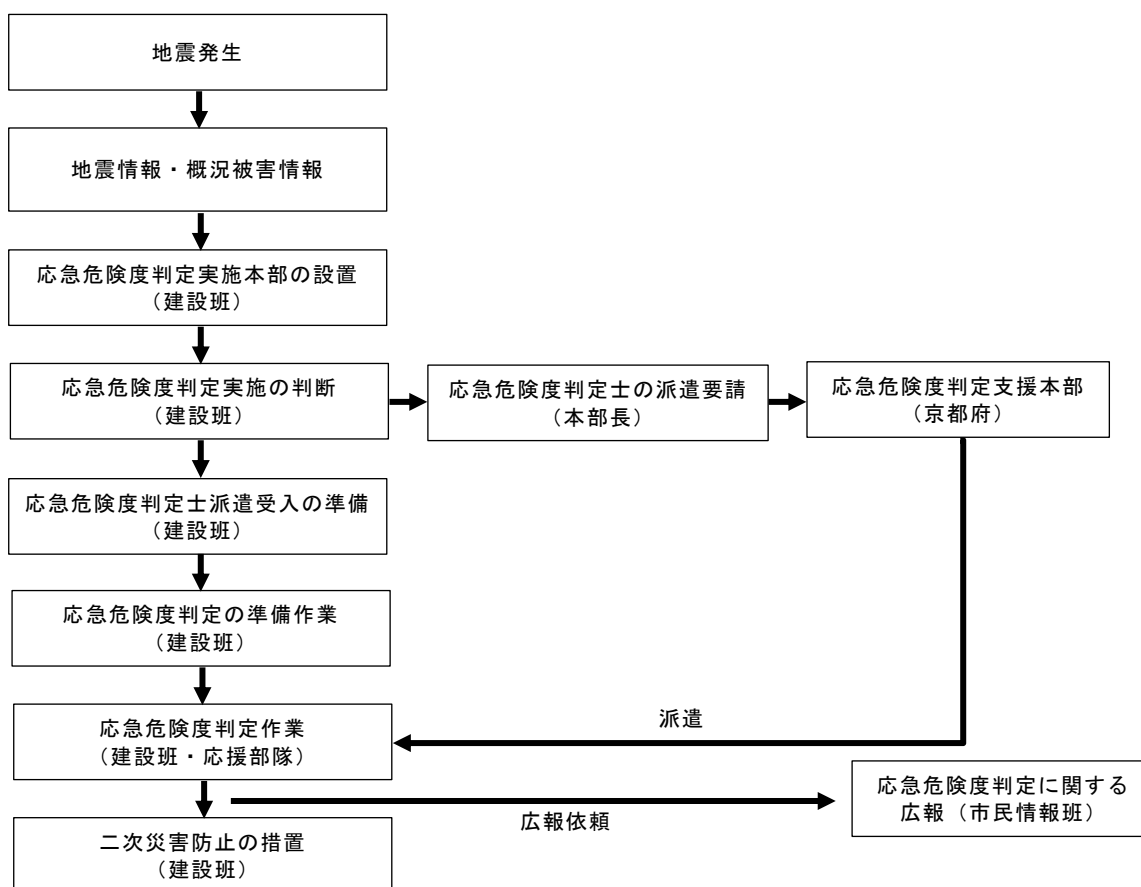 地震発生
地震情報・概況被害情報
応急危険度判定実施本部の設置
（建設班）
応急危険度判定実施の判断
（建設班）
応急危険度判定士の派遣要請
（本部長）
応急危険度判定支援本部
（京都府）
応急危険度判定士派遣受入の準備
（建設班）
応急危険度判定の準備作業
（建設班）
応急危険度判定作業
（建設班・応援部隊）
派遣
広報依頼
応急危険度判定に関する
広報（市民情報班）
二次災害防止の措置
（建設班）